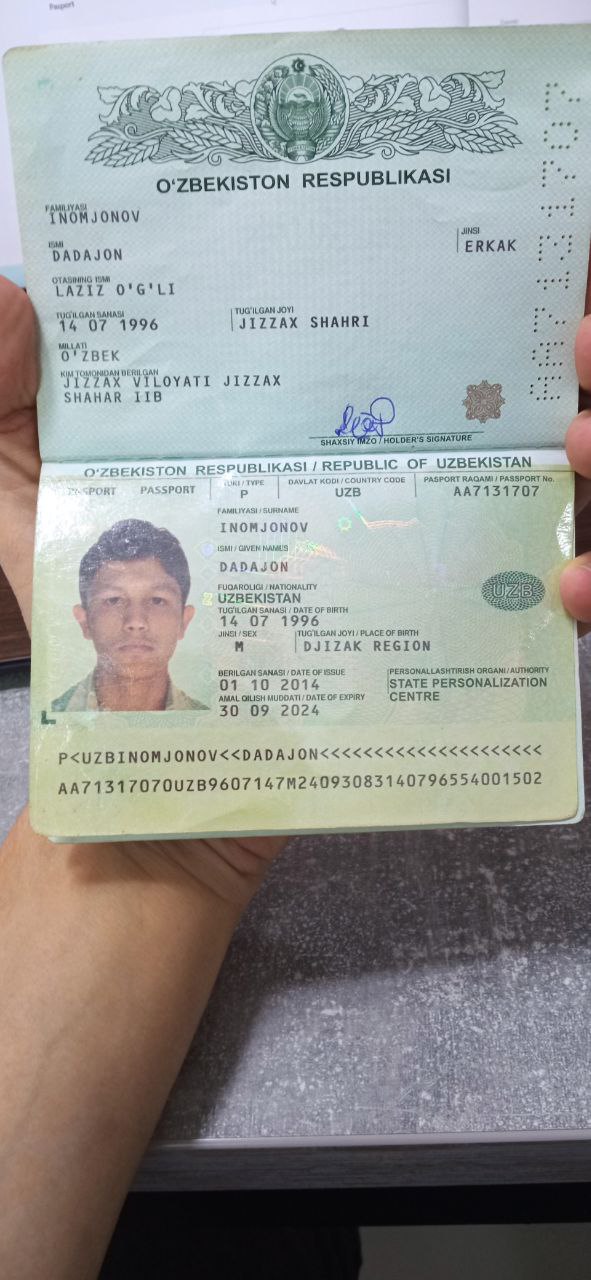 Pasport
O‘ZBEKISTON RESPUBLIKASI
FAMILIYASI
INOMJONOV
ISMI
DADAJON
JINSI
ERKAK
OTASINING ISMI
LAZIZ O'G'LI
TUG'ILGAN SANASI
14 07 1996
TUG'ILGAN JOYI
JIZZAX SHAHRI
MILLATI
O'ZBEK
KIM TOMONIDAN BERILGAN
JIZZAX VILOYATI JIZZAX
SHAHAR IIB
SHAXSIY IMZO / HOLDER'S SIGNATURE
O‘ZBEKISTON RESPUBLIKASI / REPUBLIC OF UZBEKISTAN
PASPORT PASSPORT
TURI / TYPE
P
DAVLAT KODI / COUNTRY CODE
UZB
PASPORT RAQAMI / PASSPORT No.
AA7131707
FAMILIYASI / SURNAME
INOMJONOV
ISMI / GIVEN NAMES
DADAJON
FUQAROLIGI / NATIONALITY
UZBEKISTAN
UZB
TUG'ILGAN SANASI / DATE OF BIRTH
14 07 1996
JINSI / SEX
M
TUG'ILGAN JOYI / PLACE OF BIRTH
DJIZAK REGION
BERILGAN SANASI / DATE OF ISSUE
01 10 2014
PERSONALLASHTIRISH ORGANI / AUTHORITY
STATE PERSONALIZATION
CENTRE
AMAL QILISH MUDDATI / DATE OF EXPIRY
30 09 2024
P<UZBINOMJONOV<<DADAJON<<<<<<<<<<<<<<<<<<<<<
AA71317070UZB9607147M24093083140796554001502